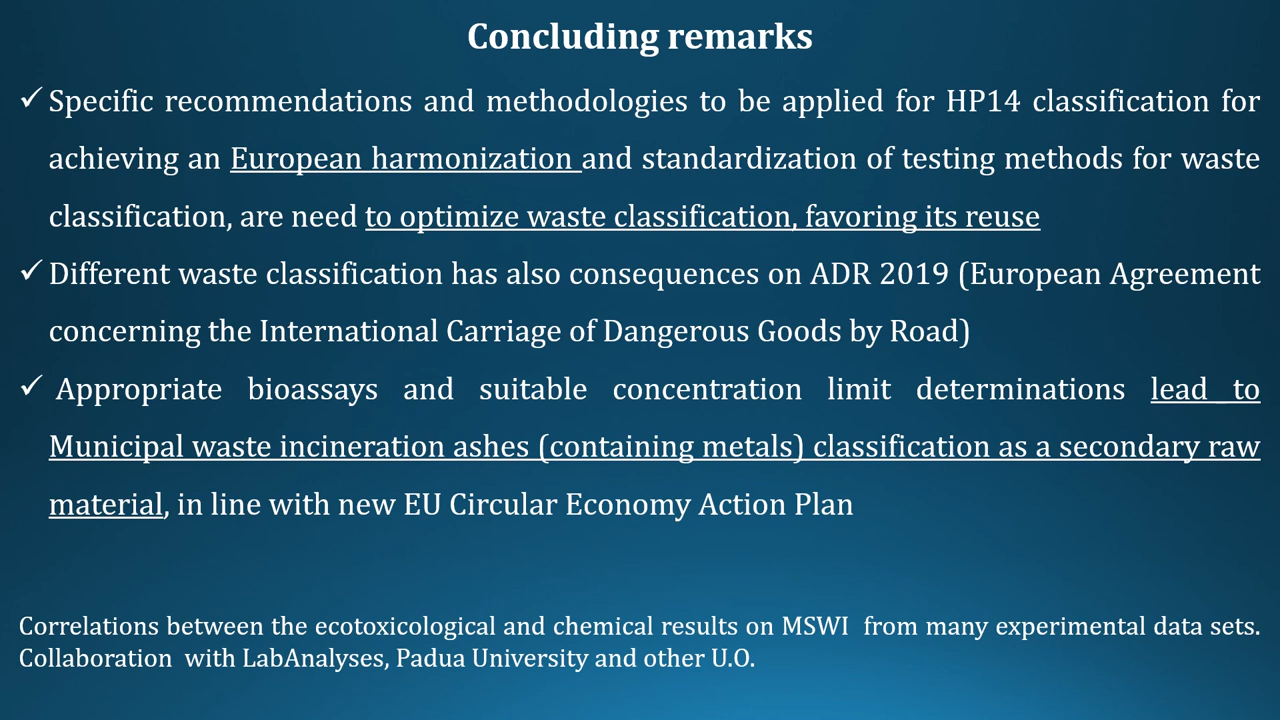 Concluding remarks
✓ Specific recommendations and methodologies to be applied for HP14 classification for
achieving an European harmonization and standardization of testing methods for waste
classification, are need to optimize waste classification, favoring its reuse
✓ Different waste classification has also consequences on ADR 2019 (European Agreement
concerning the International Carriage of Dangerous Goods by Road)
✓ Appropriate bioassays and suitable concentration limit determinations lead to
Municipal waste incineration ashes (containing metals) classification as a secondary raw
material, in line with new EU Circular Economy Action Plan
Correlations between the ecotoxicological and chemical results on MSWI from many experimental data sets.
Collaboration with LabAnalyses, Padua University and other U.O.